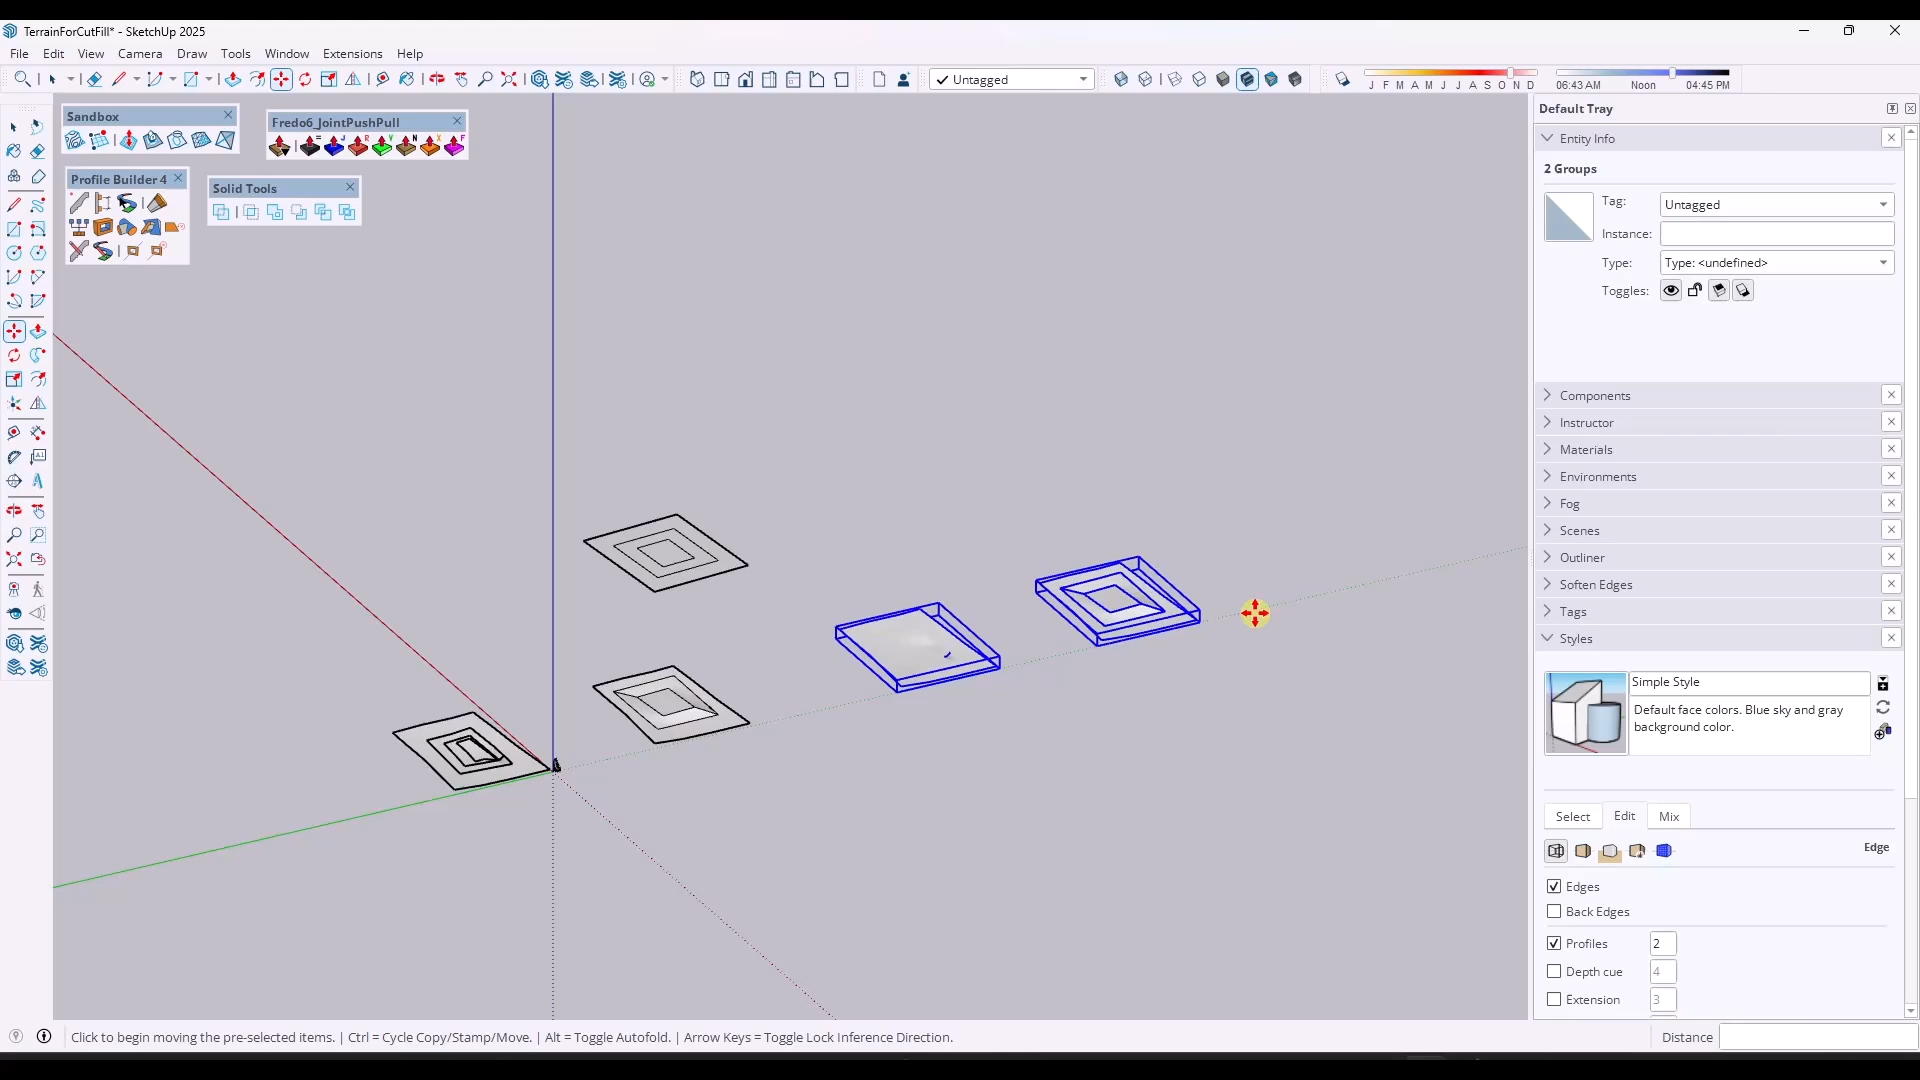 TerrainForCutFill* - SketchUp 2025
File Edit View Camera Draw Tools Window Extensions Help
Untagged
J F M A M J J A S O N D
06:43 AM Noon 04:45 PM
Default Tray
Sandbox
Fredo6_JointPushPull
Profile Builder 4
Solid Tools
Entity Info
2 Groups
Tag: Untagged
Instance:
Type: Type: <undefined>
Toggles:
Components
Instructor
Materials
Environments
Fog
Scenes
Outliner
Soften Edges
Tags
Styles
Simple Style
Default face colors. Blue sky and gray
background color.
Select Edit Mix
Edge
Edges
Back Edges
Profiles 2
Depth cue 4
Extension 3
Click to begin moving the pre-selected items. | Ctrl = Cycle Copy/Stamp/Move. | Alt = Toggle Autofold. | Arrow Keys = Toggle Lock Inference Direction.
Distance